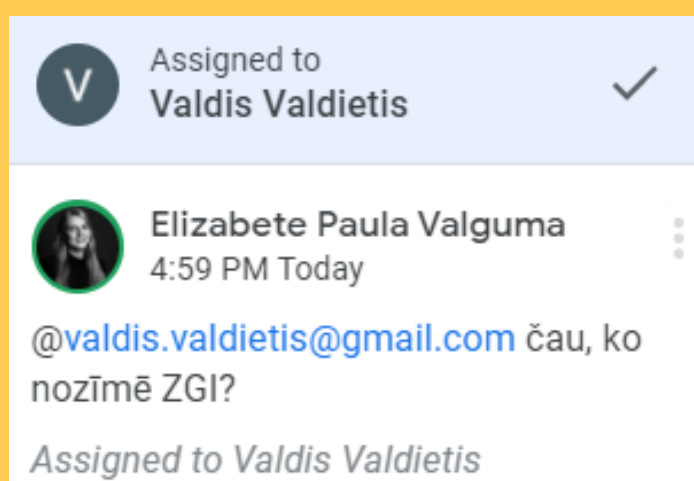 V
Assigned to
Valdis Valdietis
Elizabete Paula Valguma
4:59 PM Today
@valdis.valdietis@gmail.com čau, ko
nozīmē ZGI?
Assigned to Valdis Valdietis